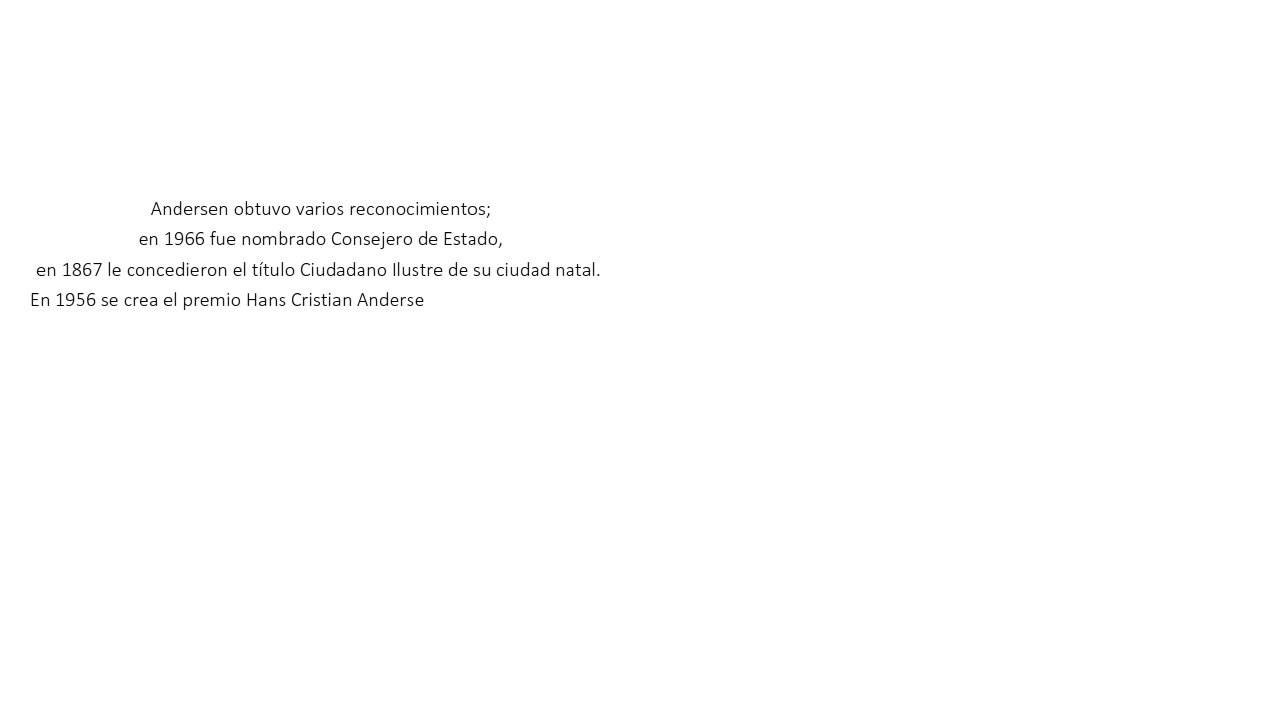 Andersen obtuvo varios reconocimientos;
en 1966 fue nombrado Consejero de Estado,
en 1867 le concedieron el título Ciudadano Ilustre de su ciudad natal.
En 1956 se crea el premio Hans Cristian Anderse